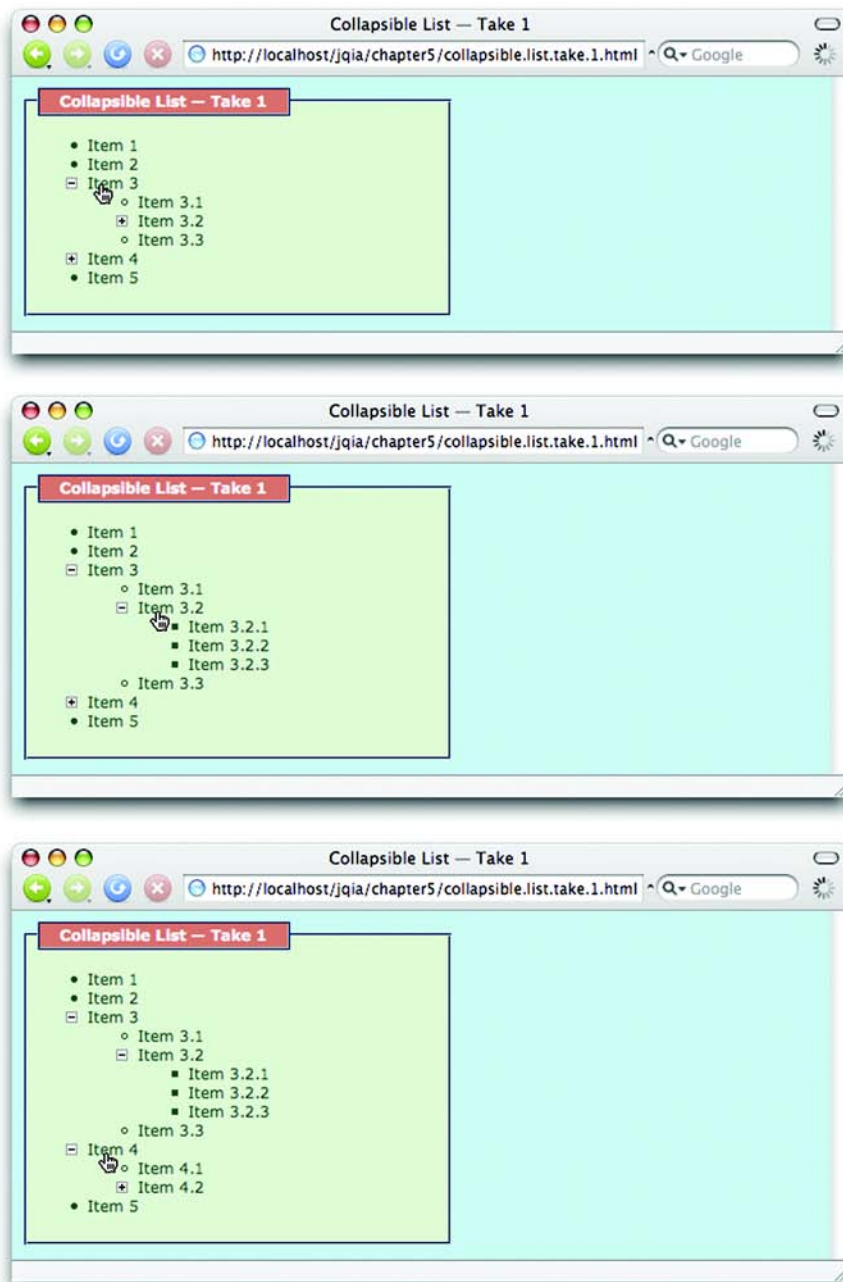 Collapsible List — Take 1
http://localhost/jqia/chapter5/collapsible.list.take.1.html Google
Collapsible List — Take 1
Item 1
Item 2
Item 3
Item 3.1
Item 3.2
Item 3.3
Item 4
Item 5
Collapsible List — Take 1
http://localhost/jqia/chapter5/collapsible.list.take.1.html Google
Collapsible List — Take 1
Item 1
Item 2
Item 3
Item 3.1
Item 3.2
Item 3.2.1
Item 3.2.2
Item 3.2.3
Item 3.3
Item 4
Item 5
Collapsible List — Take 1
http://localhost/jqia/chapter5/collapsible.list.take.1.html Google
Collapsible List — Take 1
Item 1
Item 2
Item 3
Item 3.1
Item 3.2
Item 3.2.1
Item 3.2.2
Item 3.2.3
Item 3.3
Item 4
Item 4.1
Item 4.2
Item 5